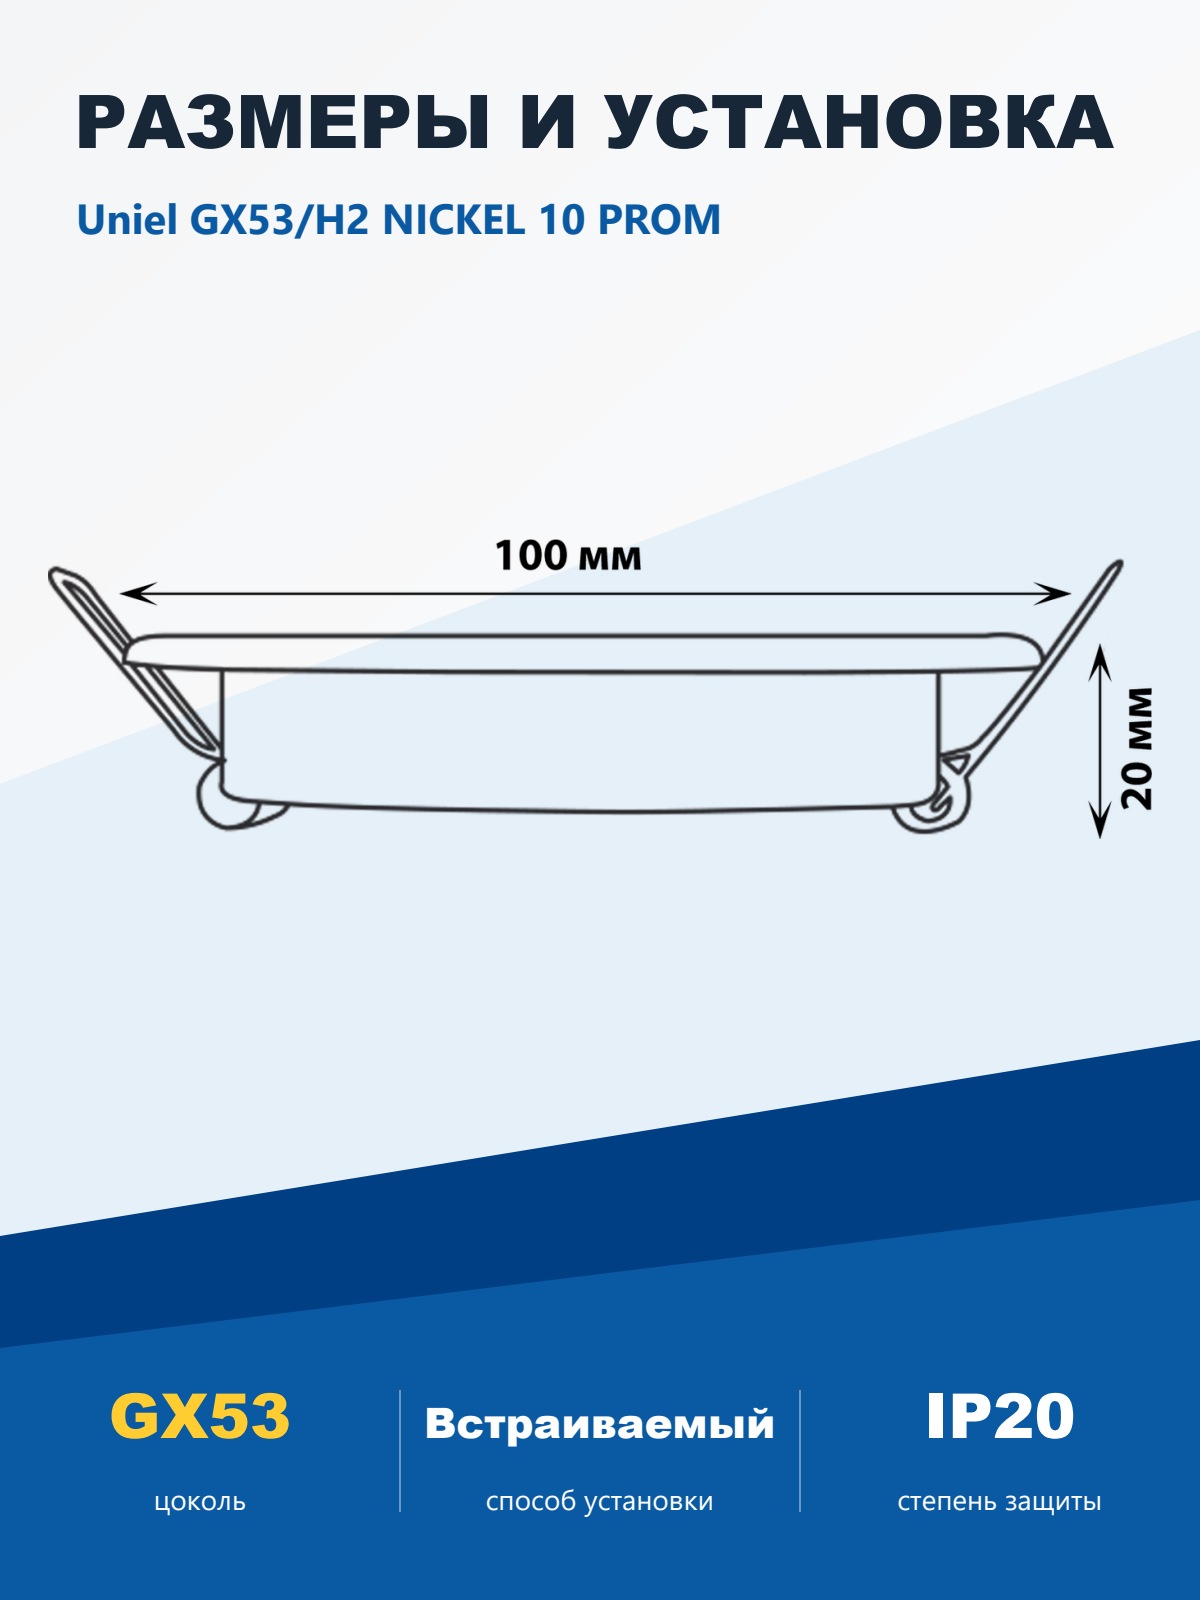 РАЗМЕРЫ И УСТАНОВКА
Uniel GX53/H2 NICKEL 10 PROM
100 мм
20 мм
GX53
цоколь
Встраиваемый
способ установки
IP20
степень защиты